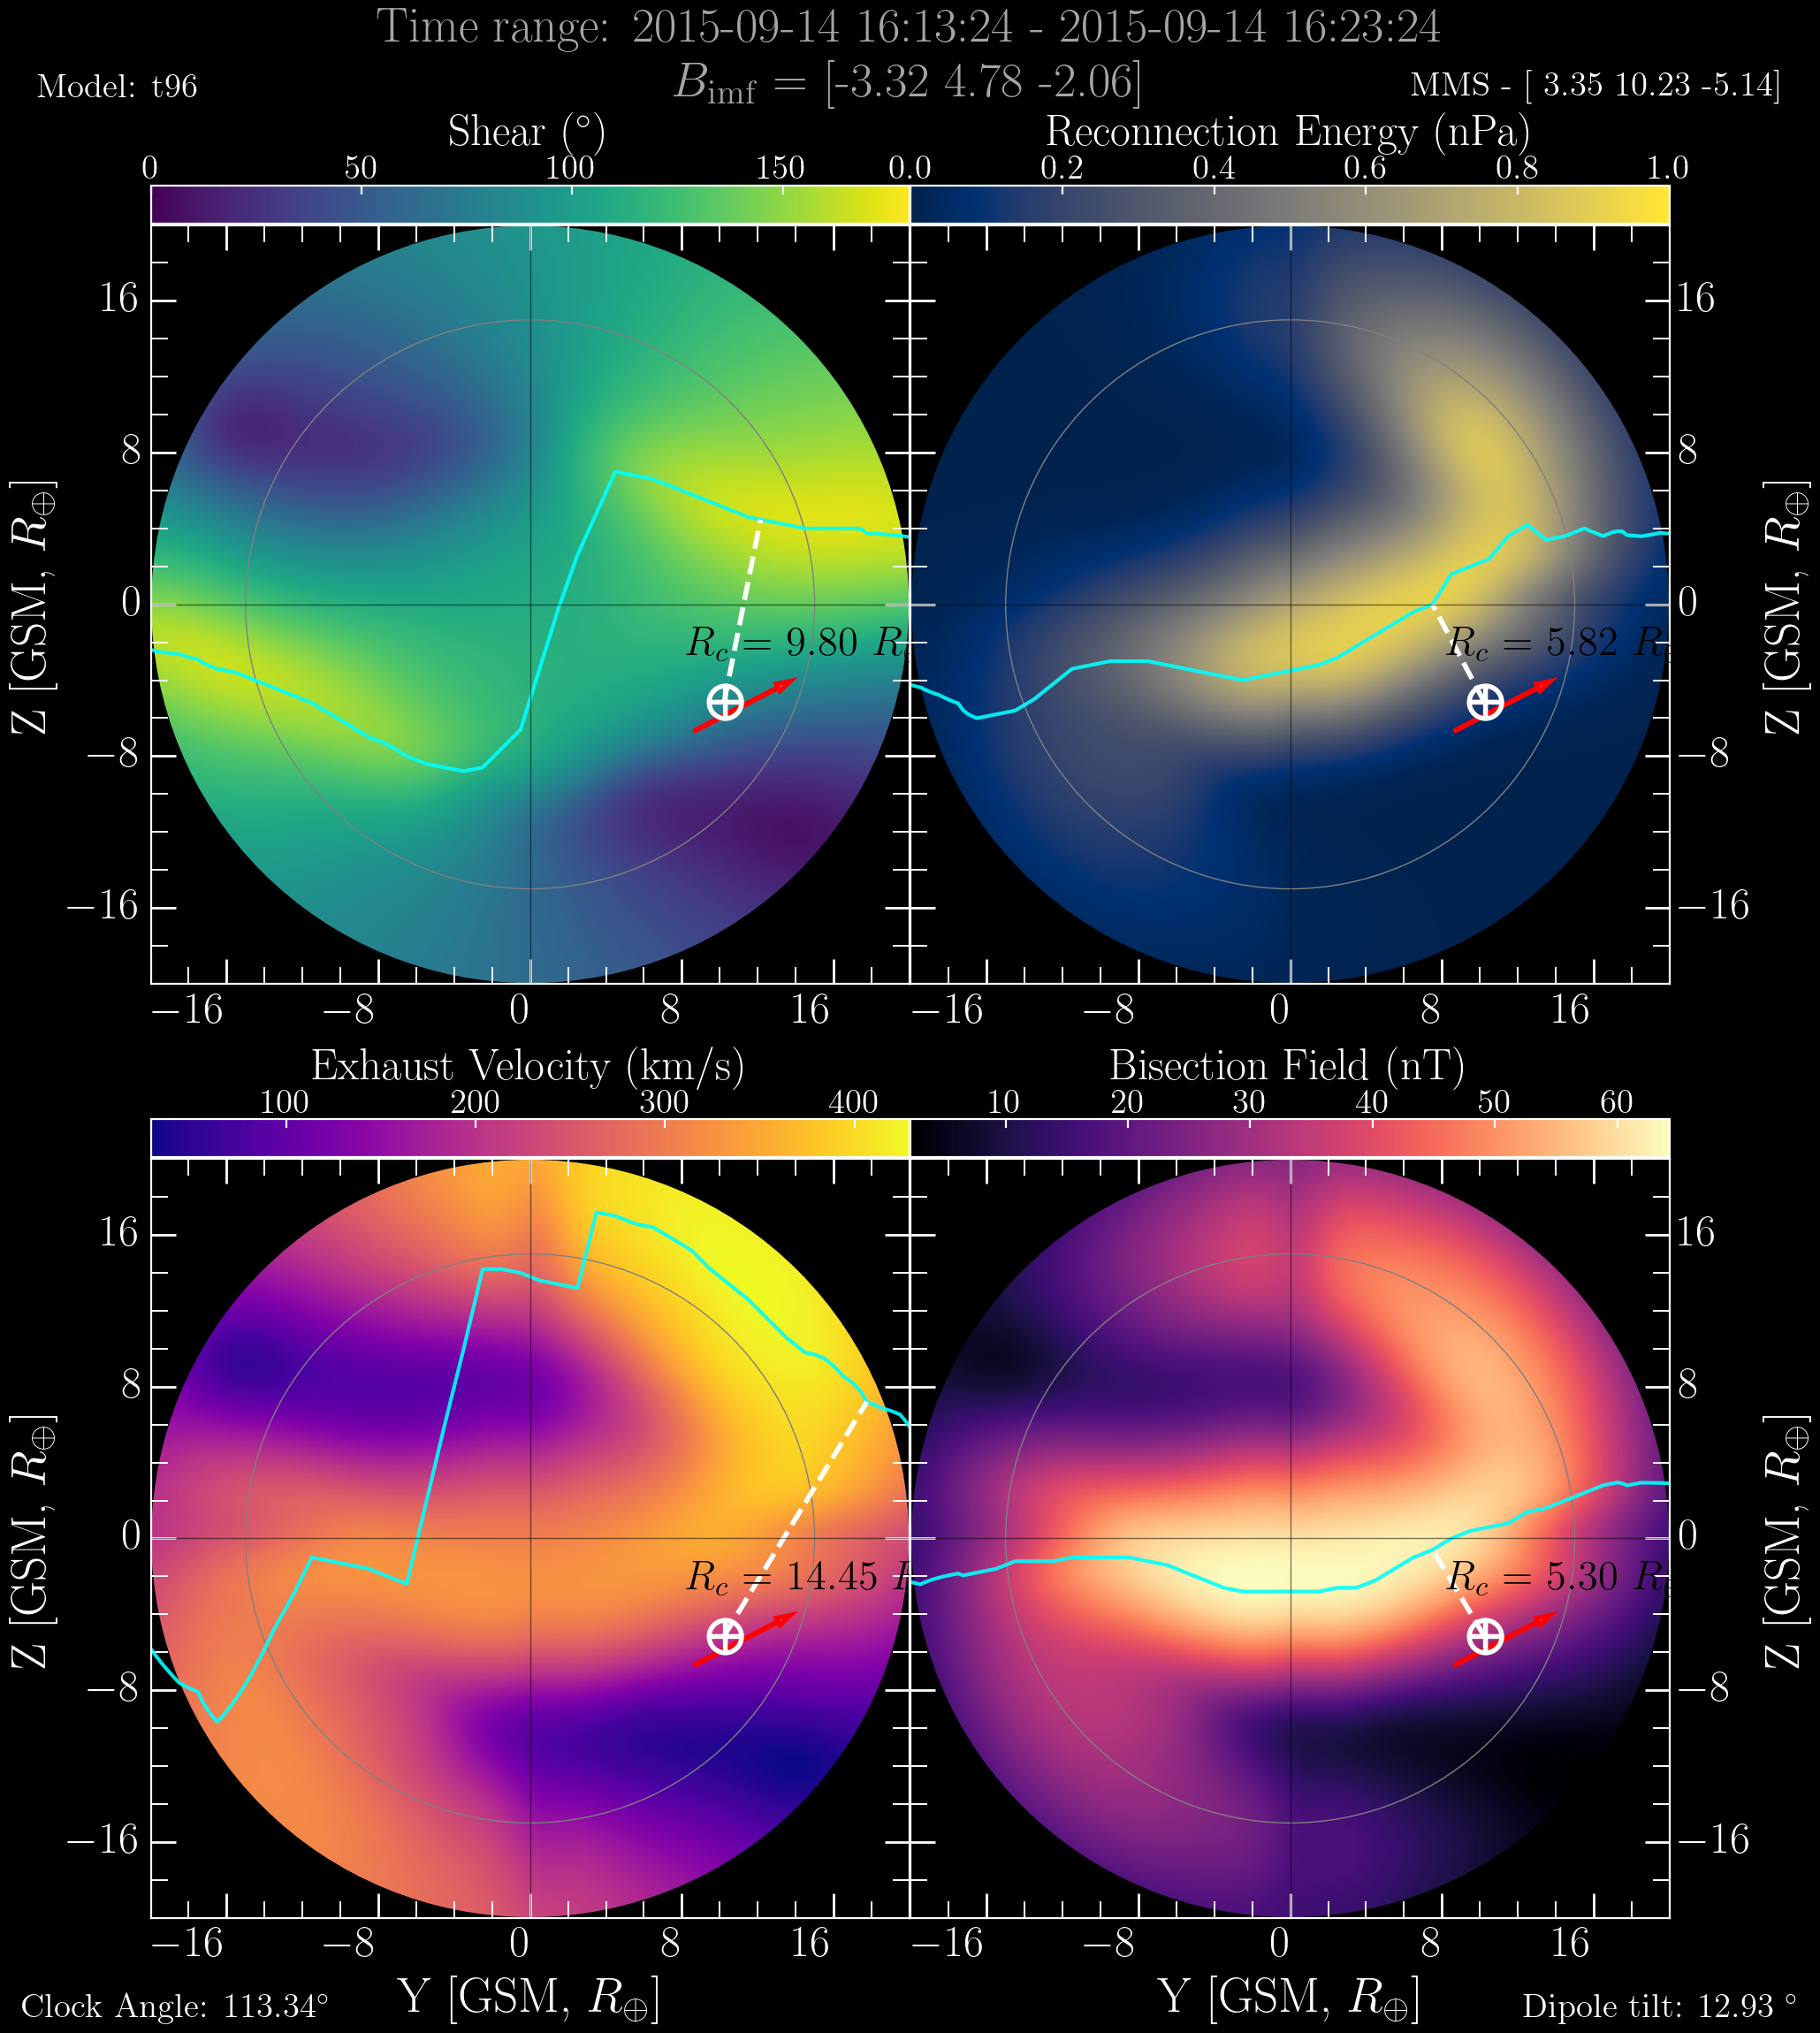 Time range: 2015-09-14 16:13:24 - 2015-09-14 16:23:24
Model: t96
B_imf = [-3.32 4.78 -2.06]
MMS - [ 3.35 10.23 -5.14]
Shear (°)
Reconnection Energy (nPa)
0 50 100 150
0.0 0.2 0.4 0.6 0.8 1.0
Z [GSM, R⊕]
16
8
0
−8
−16
R_c = 9.80 R
R_c = 5.82 R
16
8
0
−8
−16
Z [GSM, R⊕]
−16 −8 0 8 16
−16 −8 0 8 16
Exhaust Velocity (km/s)
Bisection Field (nT)
100 200 300 400
10 20 30 40 50 60
Z [GSM, R⊕]
16
8
0
−8
−16
R_c = 14.45
R_c = 5.30 R
16
8
0
−8
−16
Z [GSM, R⊕]
−16 −8 0 8 16
−16 −8 0 8 16
Y [GSM, R⊕]
Y [GSM, R⊕]
Clock Angle: 113.34°
Dipole tilt: 12.93 °